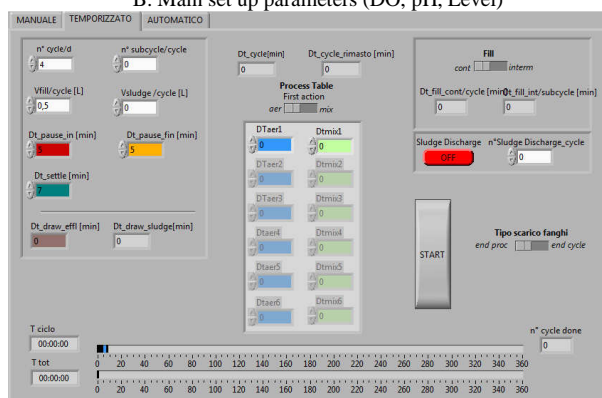 B. Main set up parameters (DO, pH, Level)
MANUALE TEMPORIZZATO AUTOMATICO
n° cycle/d n° subcycle/cycle
4 0
Vfill/cycle [L] Vsludge /cycle [L]
0,5 0
Dt_pause_in [min] Dt_pause_fin [min]
5
Dt_settle [min]
7
Dt_draw_effl [min] Dt_draw_sludge[min]
0 0
Dt_cycle[min] Dt_cycle_rimasto [min]
0 0
Process Table
First action
aer mix
DTaer1 Dtmix1
0 0
Dtaer2 Dtmix2
0 0
DTaer3 Dtmix3
0 0
Dtaer4 Dtmix4
0 0
Dtaer5 Dtmix5
0 0
Dtaer6 Dtmix6
0 0
Fill
cont interm
Dt_fill_cont/cycle [min] Dt_fill_int/subcycle [min]
0 0
Sludge Discharge n°Sludge Discharge_cycle
OFF 0
START
Tipo scarico fanghi
end proc end cycle
n° cycle done
0
T ciclo
00:00:00
0 20 40 60 80 100 120 140 160 180 200 220 240 260 280 300 320 340 360
T tot
00:00:00
0 20 40 60 80 100 120 140 160 180 200 220 240 260 280 300 320 340 360